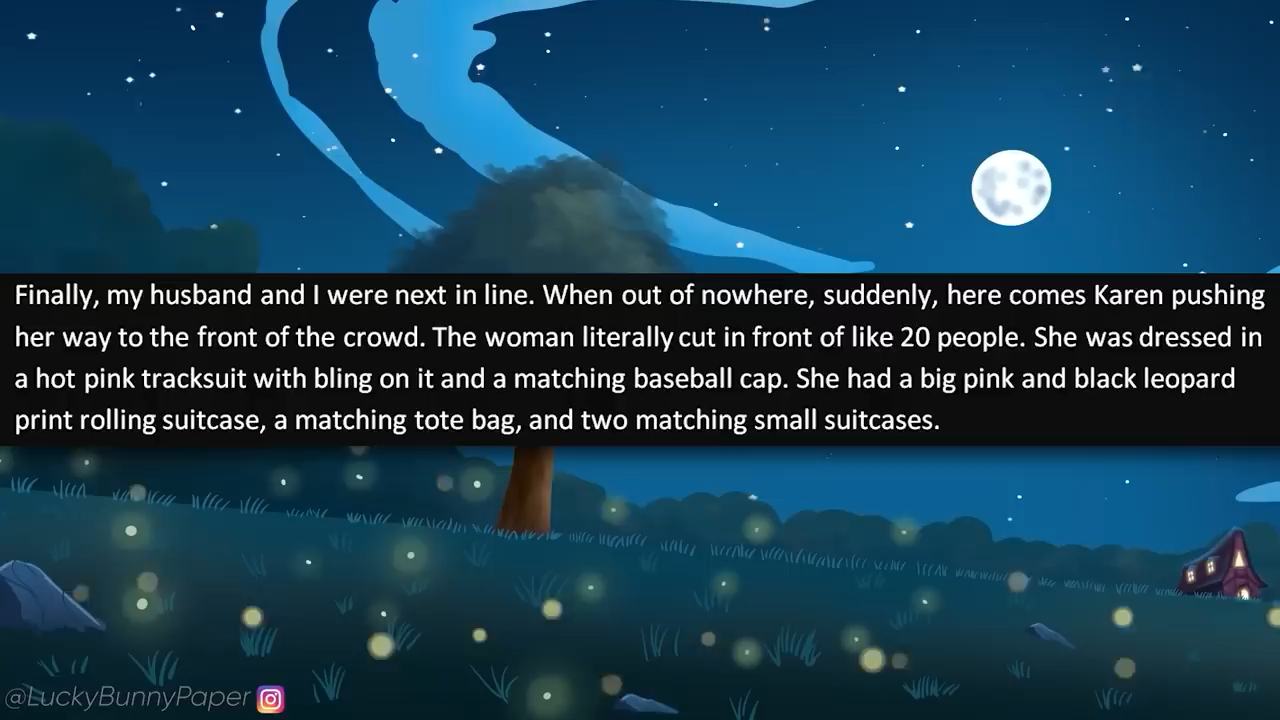 Finally, my husband and I were next in line. When out of nowhere, suddenly, here comes Karen pushing
her way to the front of the crowd. The woman literally cut in front of like 20 people. She was dressed in
a hot pink tracksuit with bling on it and a matching baseball cap. She had a big pink and black leopard
print rolling suitcase, a matching tote bag, and two matching small suitcases.
@LuckyBunnyPaper